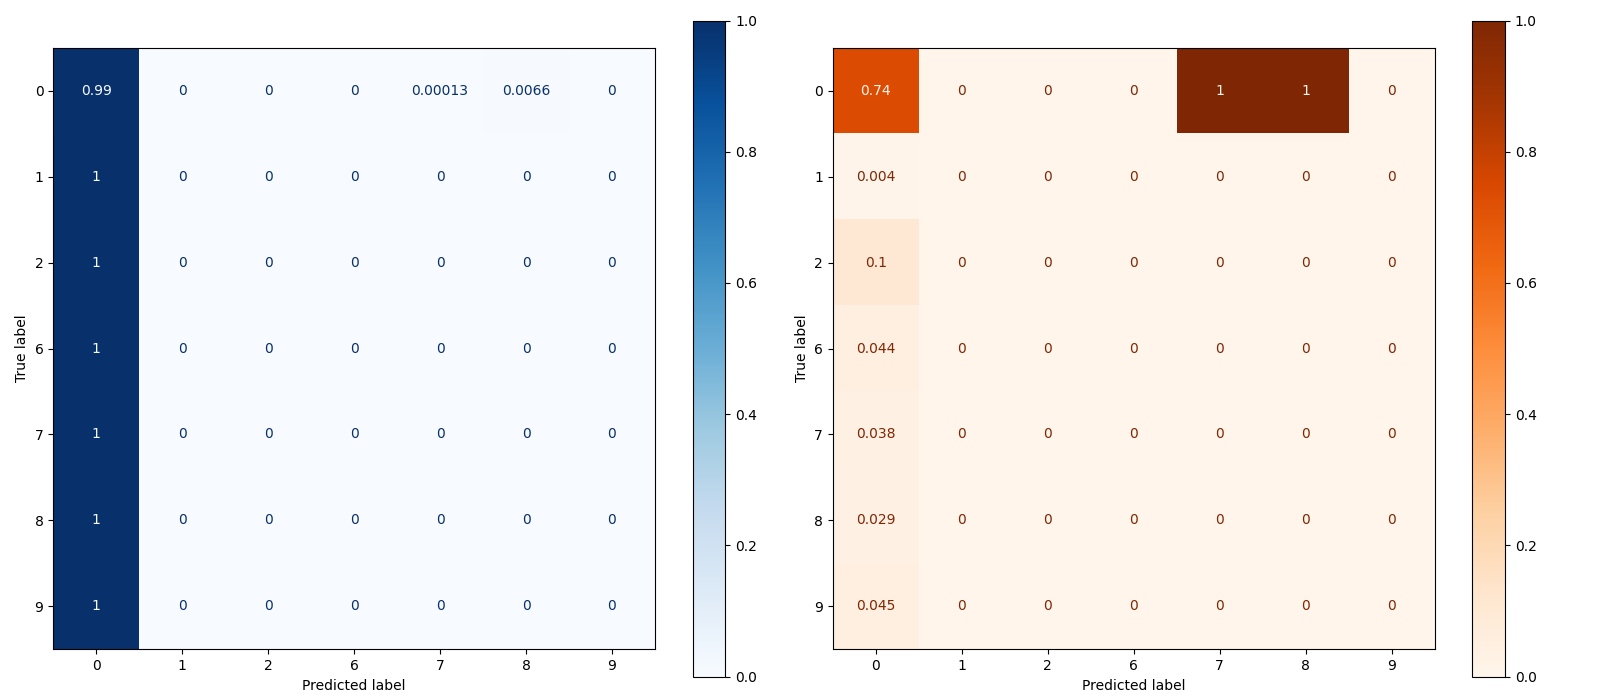 0 0.99 0 0 0 0.00013 0.0066 0
1 1 0 0 0 0 0 0
2 1 0 0 0 0 0 0
6 1 0 0 0 0 0 0
7 1 0 0 0 0 0 0
8 1 0 0 0 0 0 0
9 1 0 0 0 0 0 0
0 1 2 6 7 8 9
True label
Predicted label
1.0
0.8
0.6
0.4
0.2
0.0
0 0.74 0 0 0 1 1 0
1 0.004 0 0 0 0 0 0
2 0.1 0 0 0 0 0 0
6 0.044 0 0 0 0 0 0
7 0.038 0 0 0 0 0 0
8 0.029 0 0 0 0 0 0
9 0.045 0 0 0 0 0 0
0 1 2 6 7 8 9
True label
Predicted label
1.0
0.8
0.6
0.4
0.2
0.0